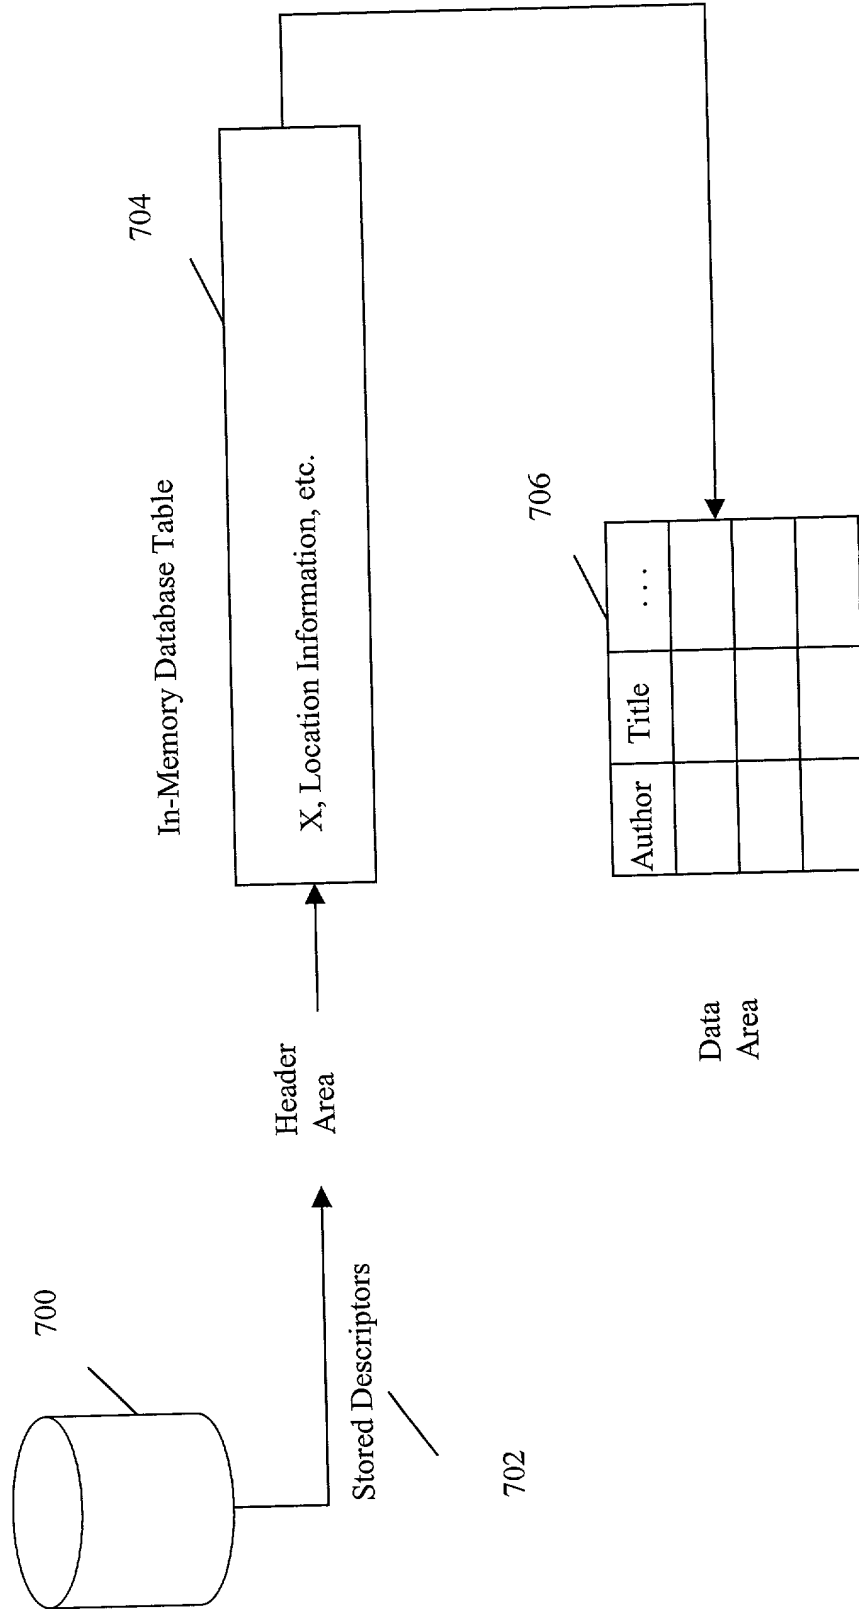 700
Stored Descriptors
702
Header
Area
In-Memory Database Table
704
X, Location Information, etc.
706
Data
Area
Author Title ...